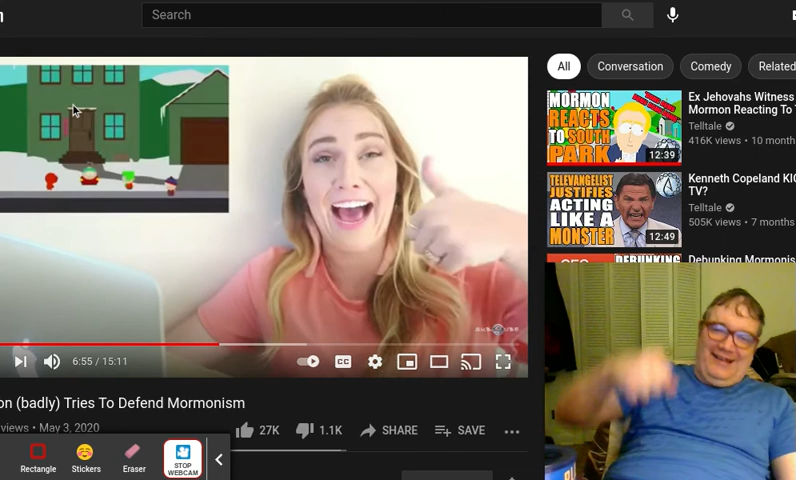 Search
All
Conversation
Comedy
Related
MORMON
REACTS
TO SOUTH
PARK
12:39
Ex Jehovahs Witness
Mormon Reacting To
Telltale
416K views • 10 month
TELEVANGELIST
JUSTIFIES
ACTING
LIKE A
MONSTER
12:49
Kenneth Copeland KI
TV?
Telltale
505K views • 7 months
DEBUNKING
Debunking Mormonis
6:55 / 15:11
CC
on (badly) Tries To Defend Mormonism
views • May 3, 2020
27K
1.1K
SHARE
SAVE
Rectangle
Stickers
Eraser
STOP
WEBCAM